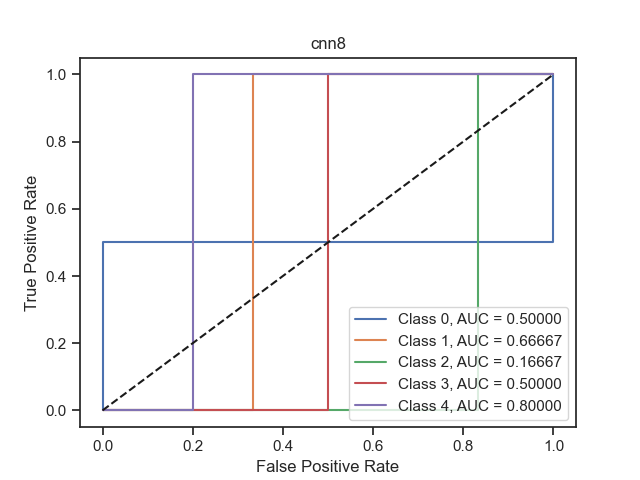 cnn8
True Positive Rate
1.0
0.8
0.6
0.4
0.2
0.0
Class 0, AUC = 0.50000
Class 1, AUC = 0.66667
Class 2, AUC = 0.16667
Class 3, AUC = 0.50000
Class 4, AUC = 0.80000
0.0 0.2 0.4 0.6 0.8 1.0
False Positive Rate